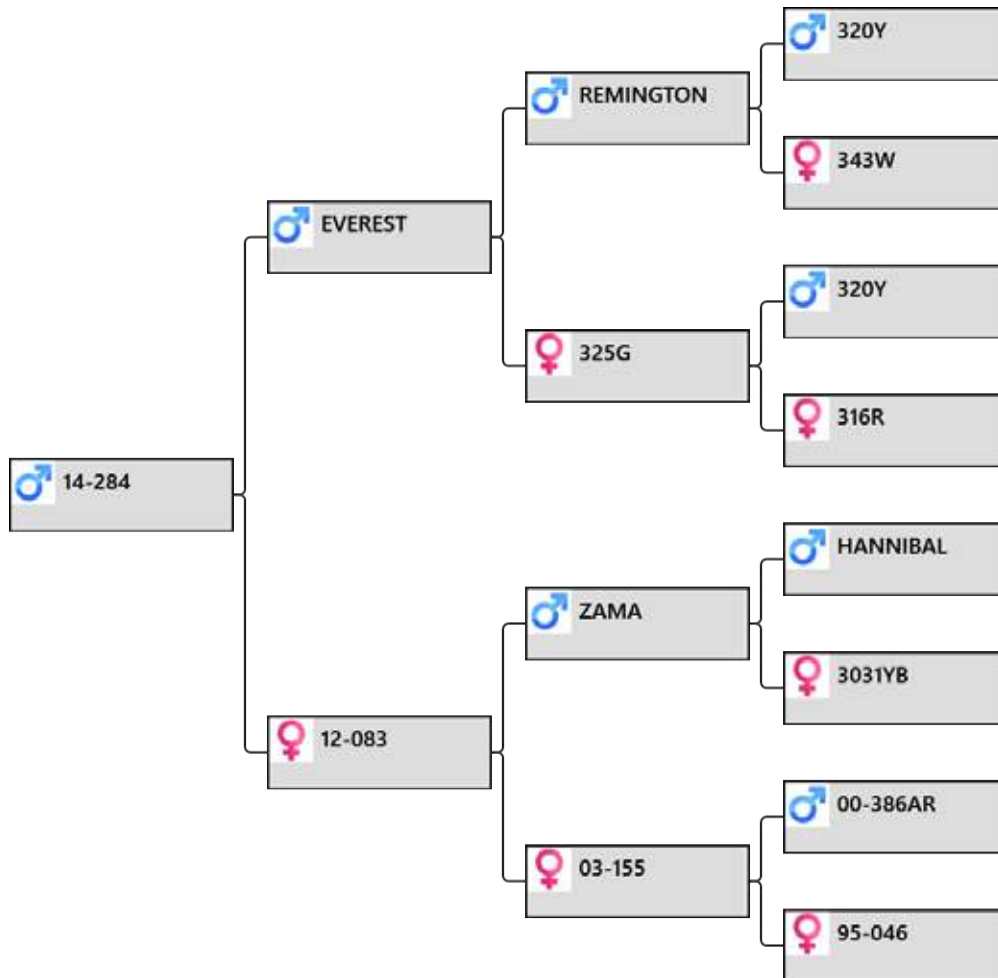 320Y
REMINGTON
343W
EVEREST
320Y
325G
316R
14-284
HANNIBAL
ZAMA
3031YB
12-083
00-386AR
03-155
95-046